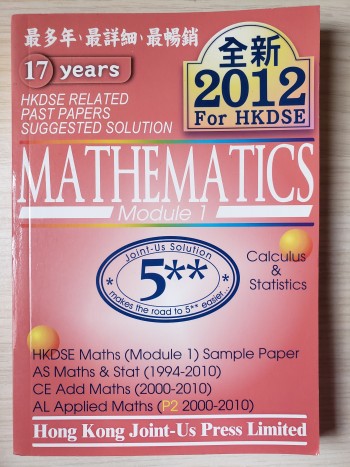 最多年、最詳細、最暢銷
17 years
全新
2012
For HKDSE
HKDSE RELATED
PAST PAPERS
SUGGESTED SOLUTION
MATHEMATICS
Module 1
Joint-Us Solution
* 5** *
makes the road to 5** easier...
Calculus
&
Statistics
HKDSE Maths (Module 1) Sample Paper
AS Maths & Stat (1994-2010)
CE Add Maths (2000-2010)
AL Applied Maths (P2 2000-2010)
Hong Kong Joint-Us Press Limited